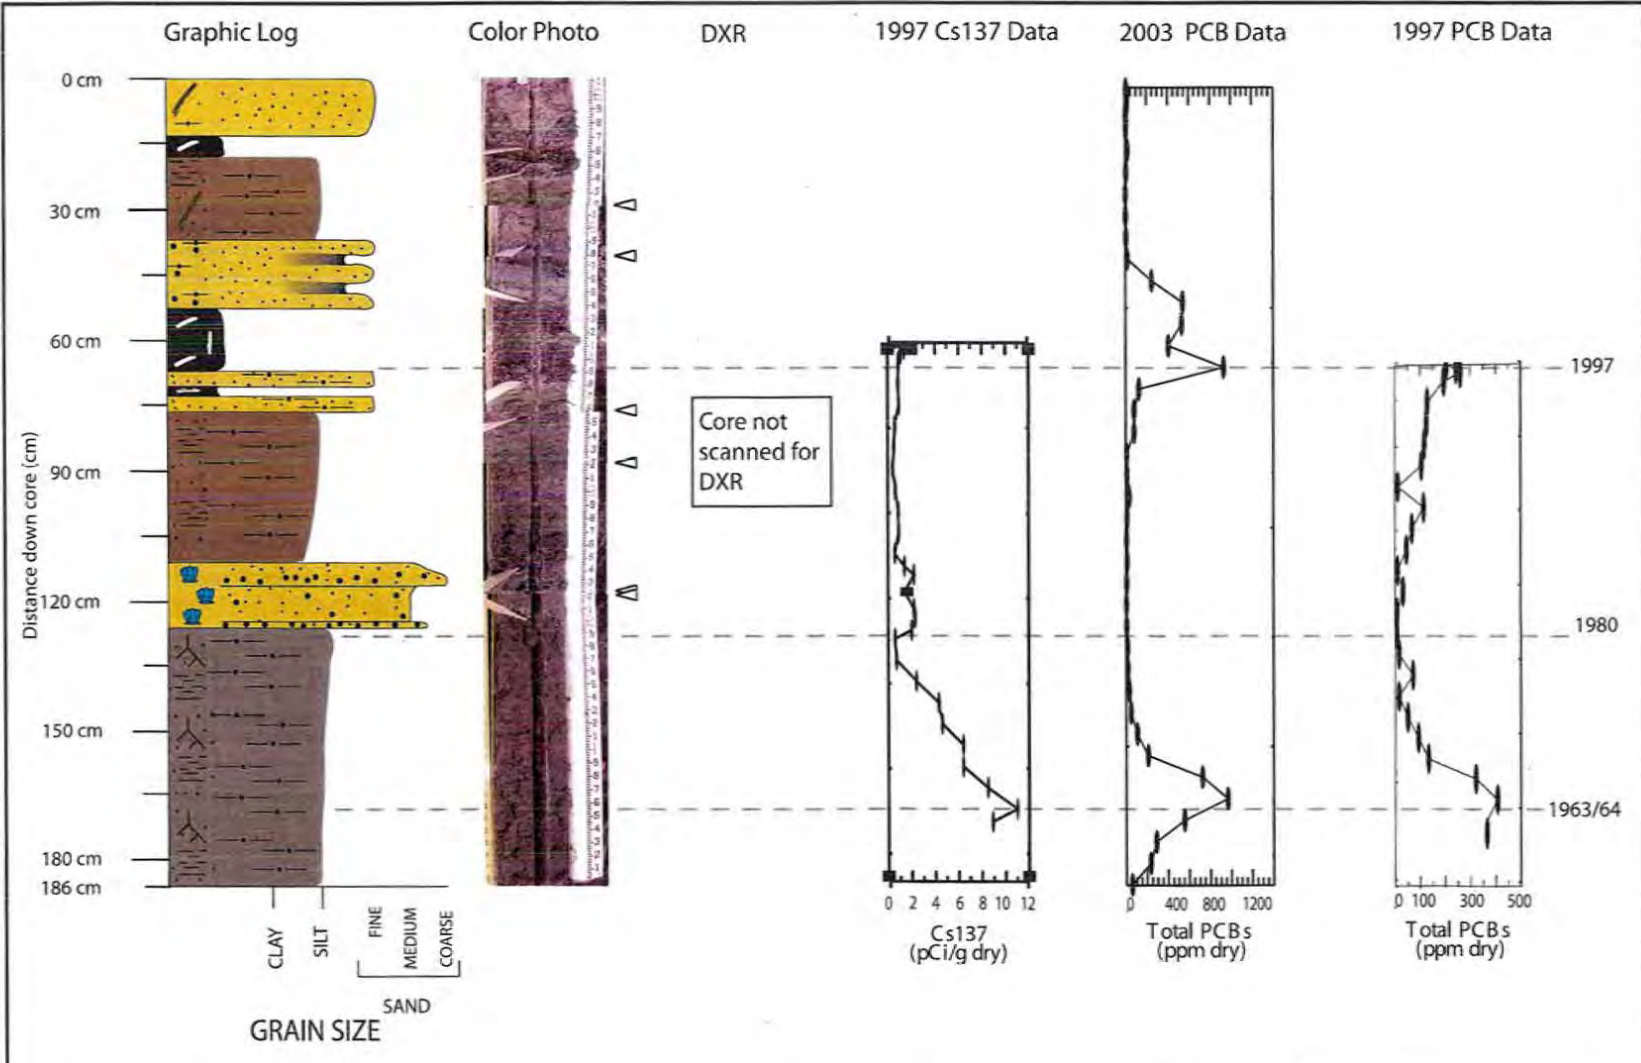 Graphic Log
Color Photo
DXR
1997 Cs137 Data
2003 PCB Data
1997 PCB Data
Distance down core (cm)
0 cm
30 cm
60 cm
90 cm
120 cm
150 cm
180 cm
186 cm
Core not
scanned for
DXR
1997
1980
1963/64
CLAY
SILT
FINE
MEDIUM
COARSE
SAND
GRAIN SIZE
0 2 4 6 8 10 12
Cs137
(pCi/g dry)
0 400 800 1200
Total PCBs
(ppm dry)
0 100 300 500
Total PCBs
(ppm dry)